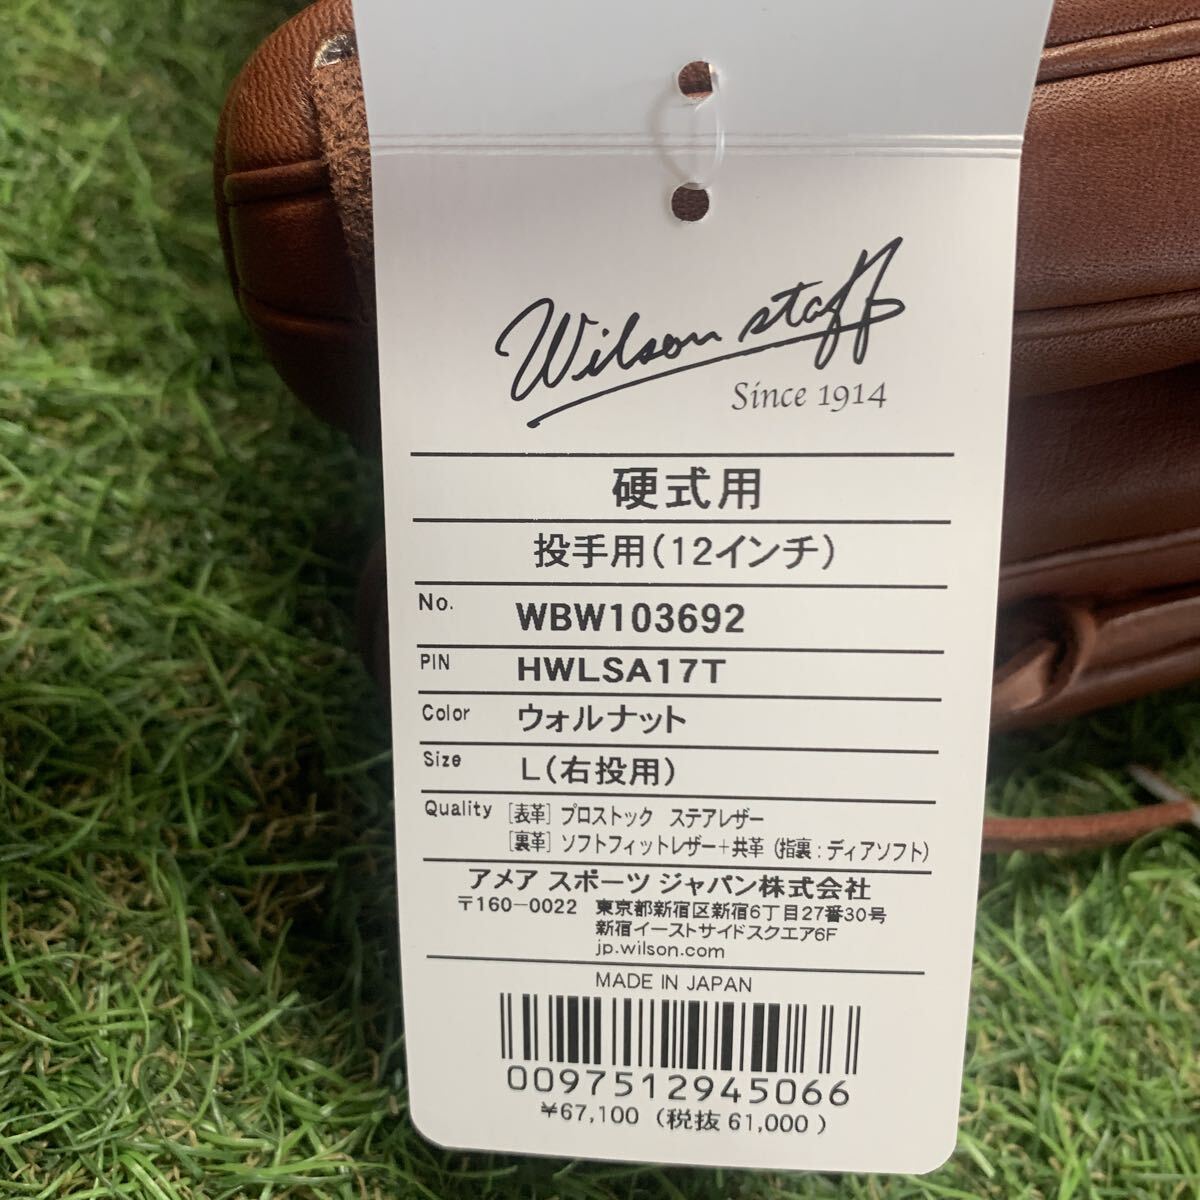 Wilson staff
Since 1914
硬式用
投手用(12インチ)
No. WBW103692
PIN HWLSA17T
Color ウォルナット
Size L(右投用)
Quality [表革] プロストック ステアレザー
[裏革] ソフトフィットレザー+共革 (指裏:ディアソフト)
アメア スポーツ ジャパン株式会社
〒160-0022 東京都新宿区新宿6丁目27番30号
新宿イーストサイドスクエア6F
jp.wilson.com
MADE IN JAPAN
0097512945066
¥67,100 (税抜 61,000 )